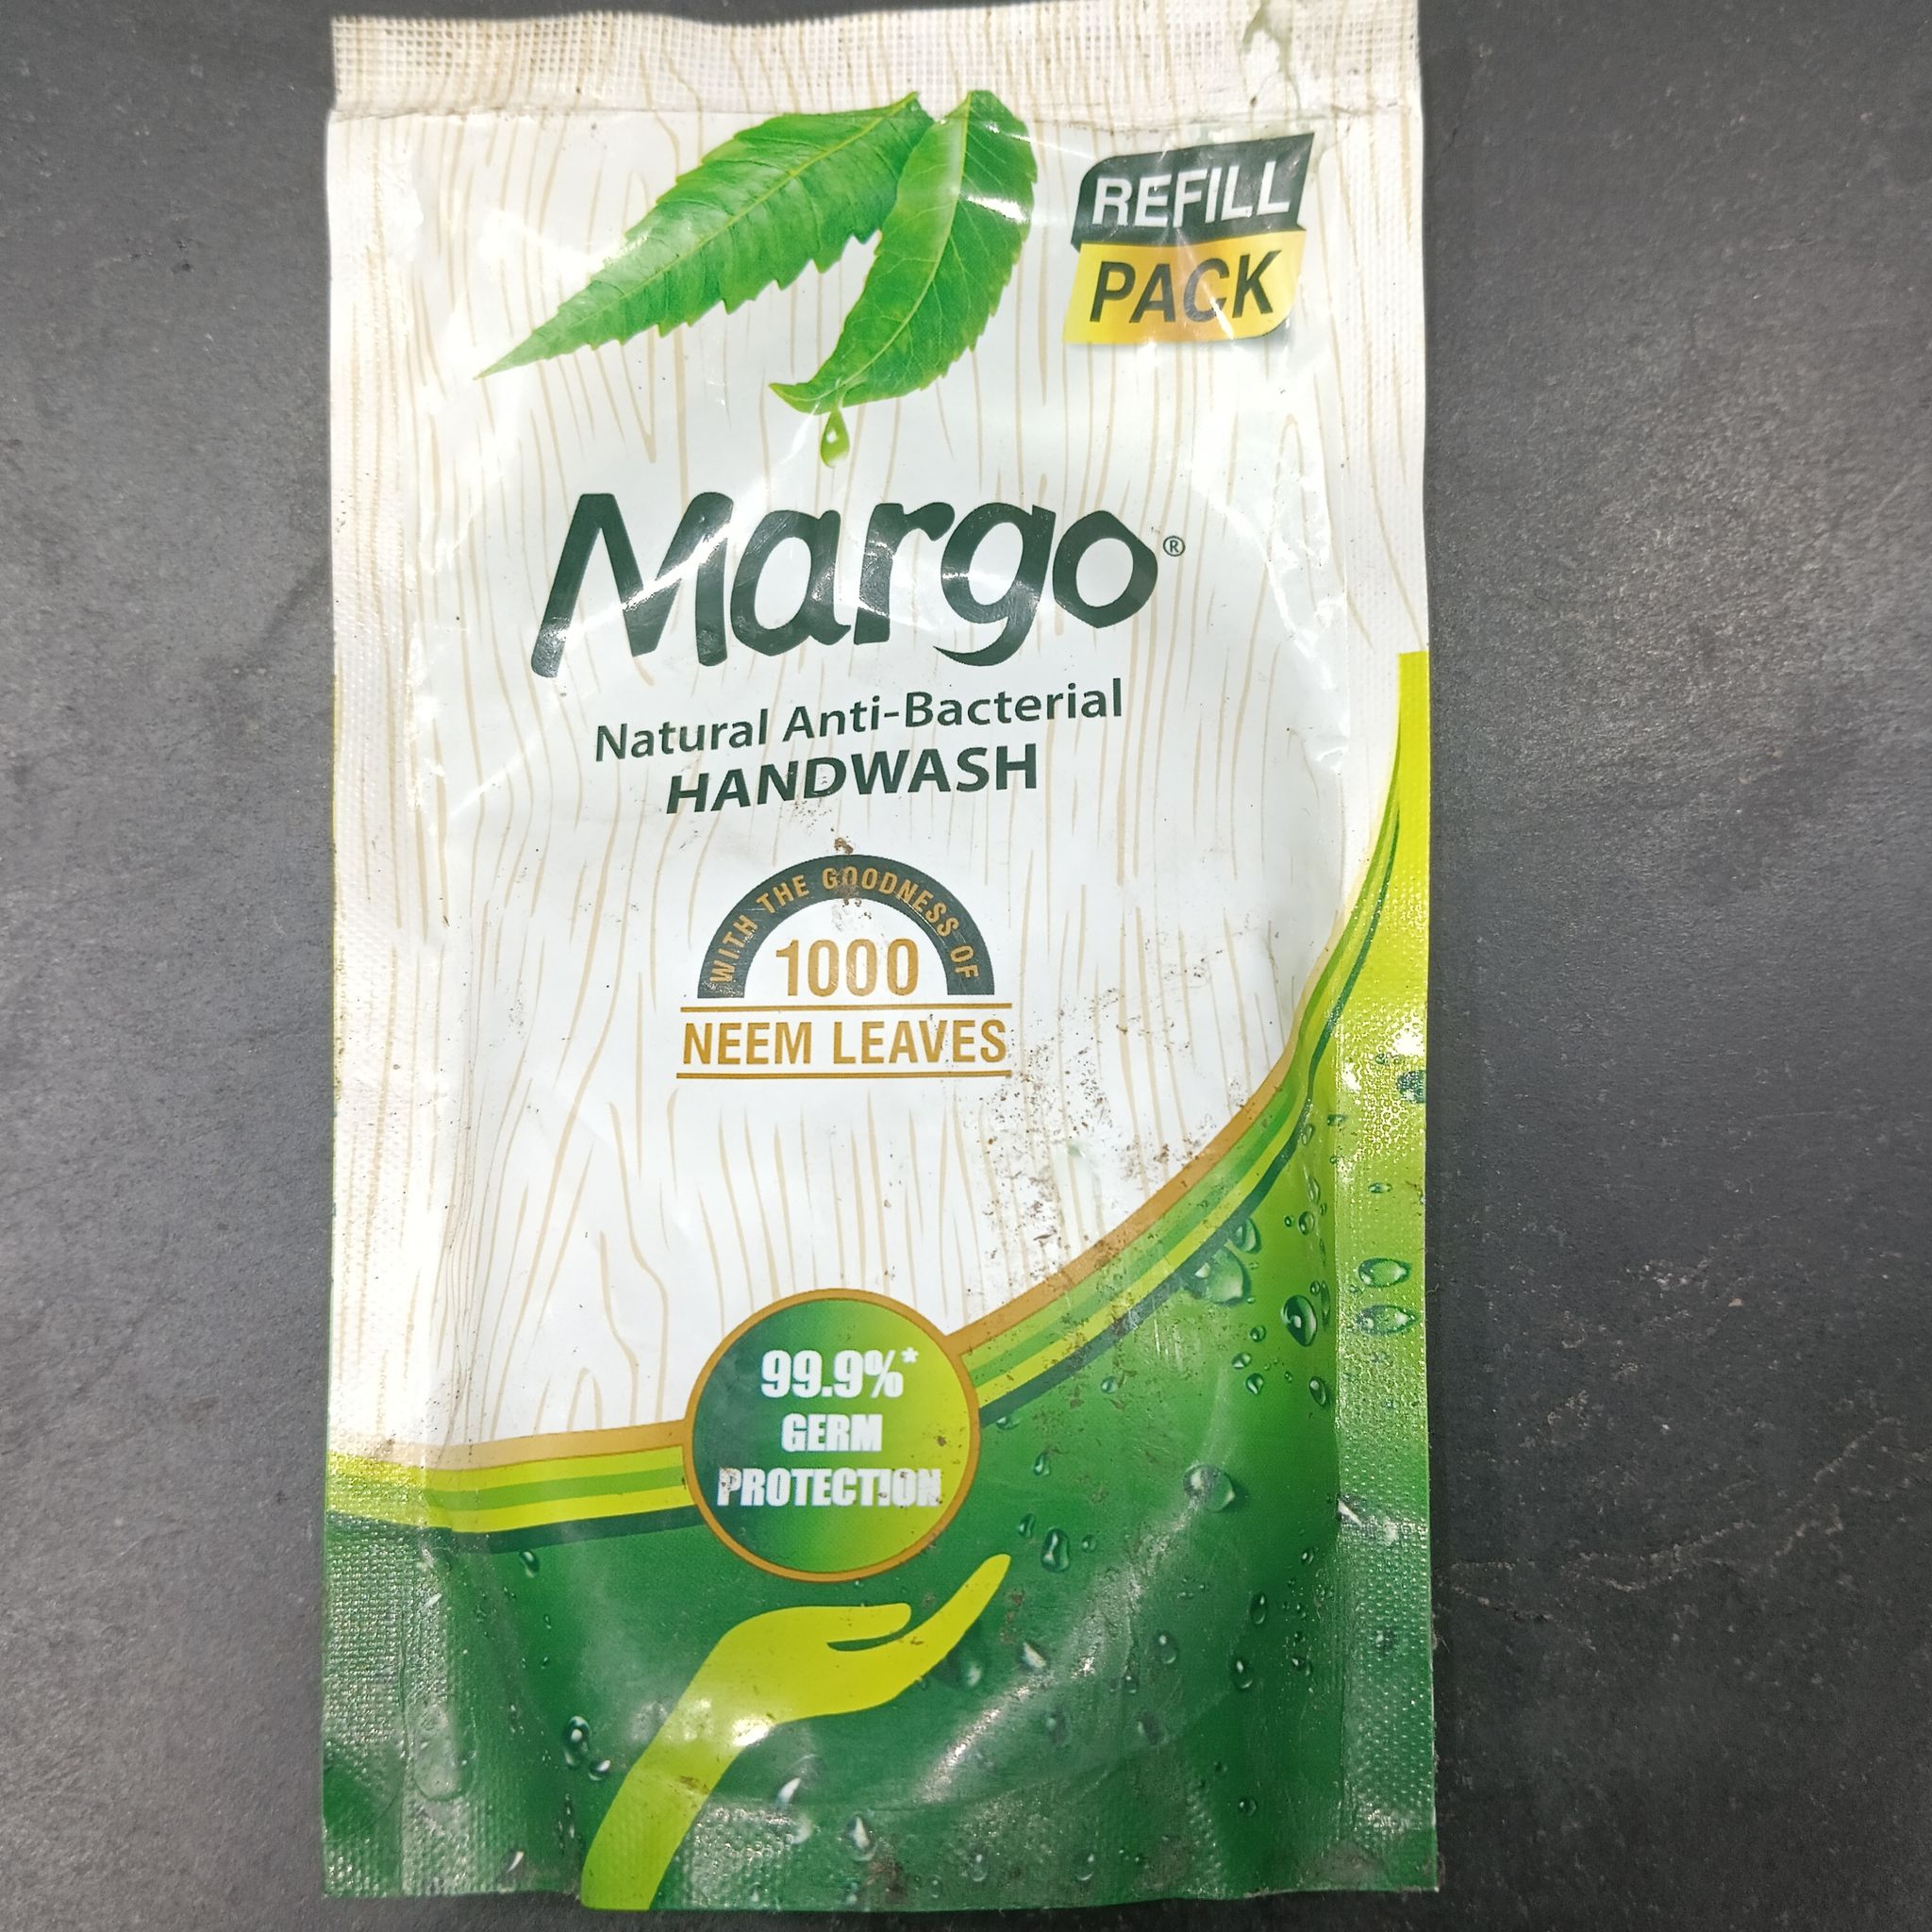 REFILL
PACK
Margo®
Natural Anti-Bacterial
HANDWASH
WITH THE GOODNESS OF
1000
NEEM LEAVES
99.9%*
GERM
PROTECTION